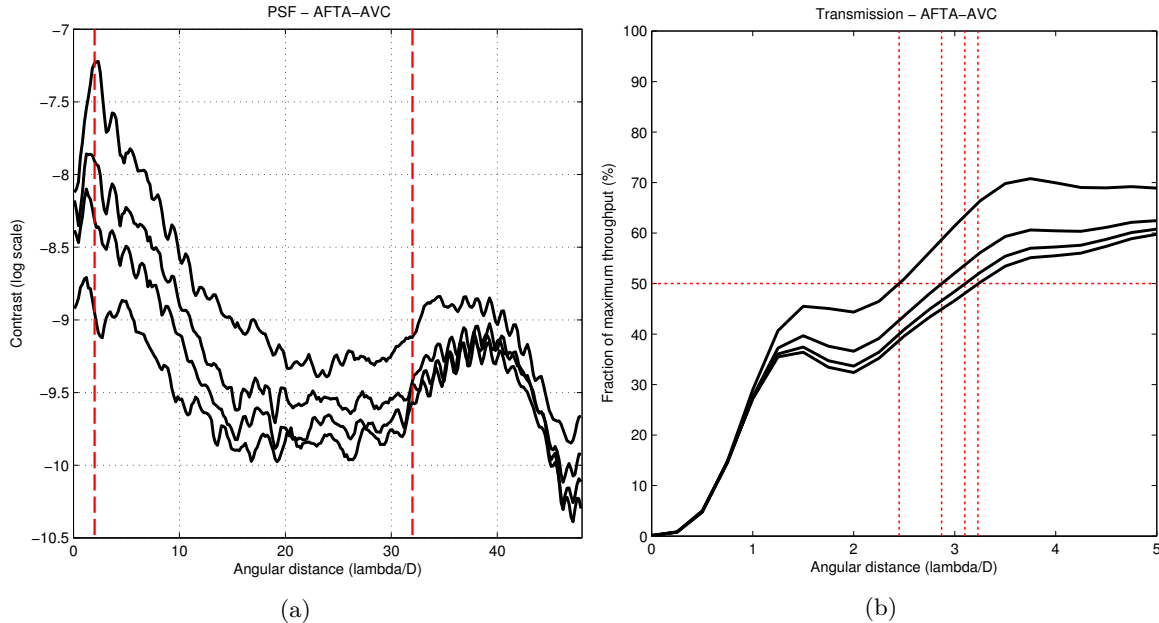 PSF − AFTA−AVC
−7
−7.5
−8
−8.5
−9
−9.5
−10
−10.5
Contrast (log scale)
0 10 20 30 40
Angular distance (lambda/D)
(a)
Transmission − AFTA−AVC
100
90
80
70
60
50
40
30
20
10
0
Fraction of maximum throughput (%)
0 1 2 3 4 5
Angular distance (lambda/D)
(b)